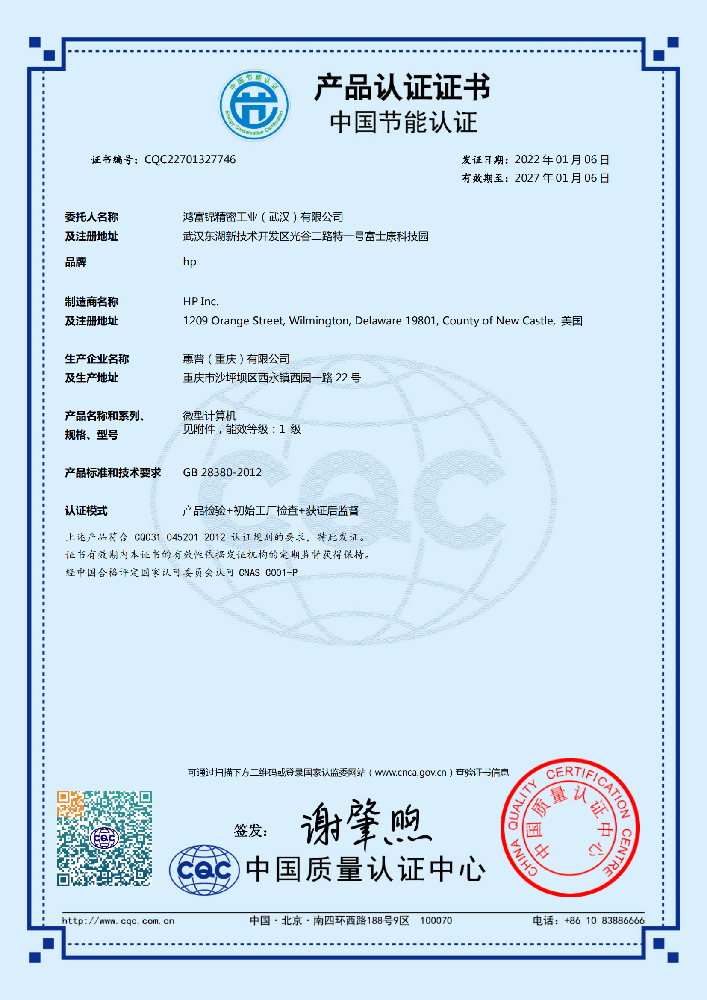 中国节能认证
Energy Conservation Certification
产品认证证书
中国节能认证
证书编号：CQC22701327746
发证日期：2022 年 01 月 06 日
有效期至：2027 年 01 月 06 日
委托人名称 鸿富锦精密工业（武汉）有限公司
及注册地址 武汉东湖新技术开发区光谷二路特一号富士康科技园
品牌 hp
制造商名称 HP Inc.
及注册地址 1209 Orange Street, Wilmington, Delaware 19801, County of New Castle, 美国
生产企业名称 惠普（重庆）有限公司
及生产地址 重庆市沙坪坝区西永镇西园一路 22 号
产品名称和系列、 微型计算机
规格、型号 见附件，能效等级：1 级
产品标准和技术要求 GB 28380-2012
认证模式 产品检验+初始工厂检查+获证后监督
上述产品符合 CQC31-045201-2012 认证规则的要求，特此发证。
证书有效期内本证书的有效性依据发证机构的定期监督获得保持。
经中国合格评定国家认可委员会认可 CNAS C001-P
CQC
可通过扫描下方二维码或登录国家认监委网站（www.cnca.gov.cn）查验证书信息
CQC
签发： 谢肇煦
CQC 中国质量认证中心
CHINA QUALITY CERTIFICATION CENTRE
中国质量认证中心
http://www.cqc.com.cn 中国·北京·南四环西路188号9区 100070 电话：+86 10 83886666